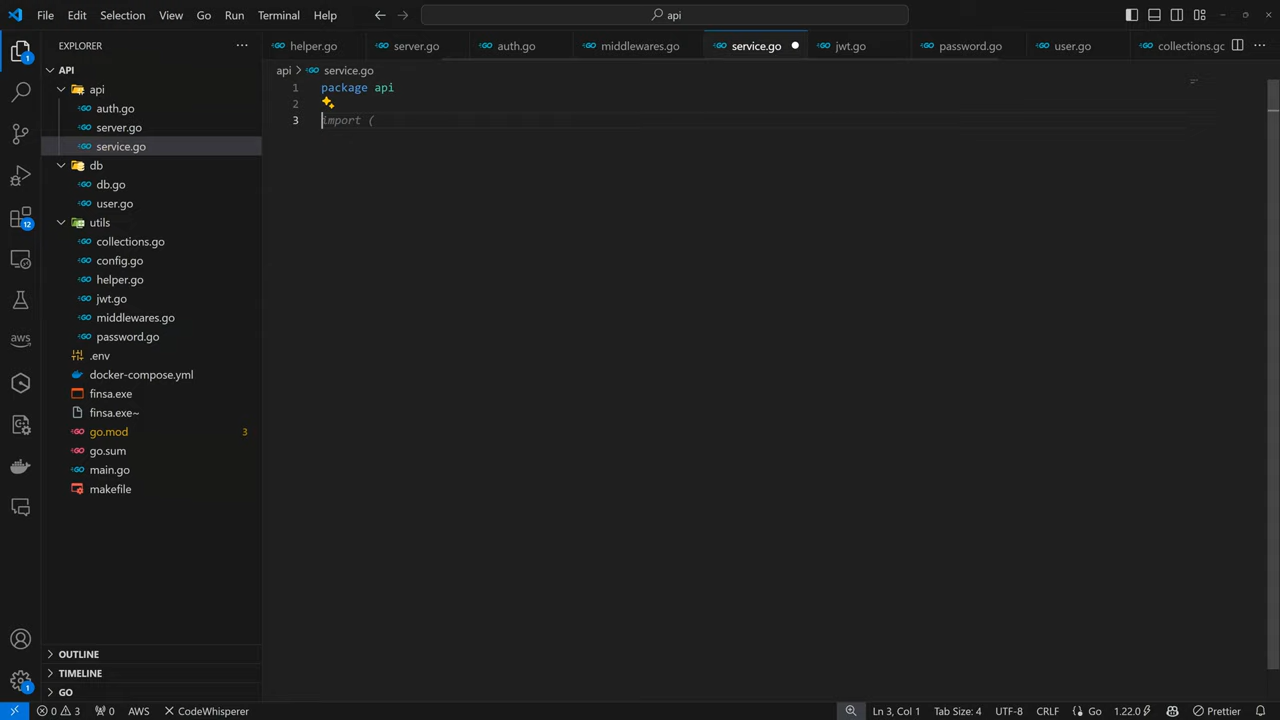 File Edit Selection View Go Run Terminal Help
api
EXPLORER
helper.go
server.go
auth.go
middlewares.go
service.go
jwt.go
password.go
user.go
collections.go
API
api
auth.go
server.go
service.go
db
db.go
user.go
utils
collections.go
config.go
helper.go
jwt.go
middlewares.go
password.go
.env
docker-compose.yml
finsa.exe
finsa.exe~
go.mod 3
go.sum
main.go
makefile
OUTLINE
TIMELINE
GO
1
12
aws
1
api > service.go
1 package api
2
3 import (
0 3 0 AWS CodeWhisperer
Ln 3, Col 1 Tab Size: 4 UTF-8 CRLF Go 1.22.0 Prettier